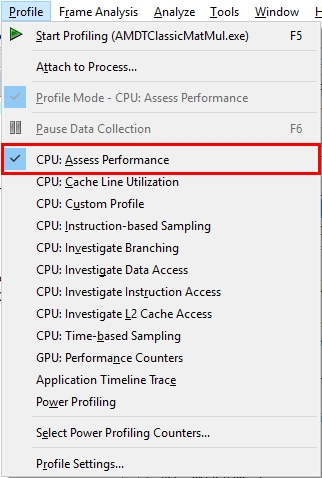 Profile Frame Analysis Analyze Tools Window H
Start Profiling (AMDTClassicMatMul.exe) F5
Attach to Process...
Profile Mode - CPU: Assess Performance
Pause Data Collection F6
CPU: Assess Performance
CPU: Cache Line Utilization
CPU: Custom Profile
CPU: Instruction-based Sampling
CPU: Investigate Branching
CPU: Investigate Data Access
CPU: Investigate Instruction Access
CPU: Investigate L2 Cache Access
CPU: Time-based Sampling
GPU: Performance Counters
Application Timeline Trace
Power Profiling
Select Power Profiling Counters...
Profile Settings...